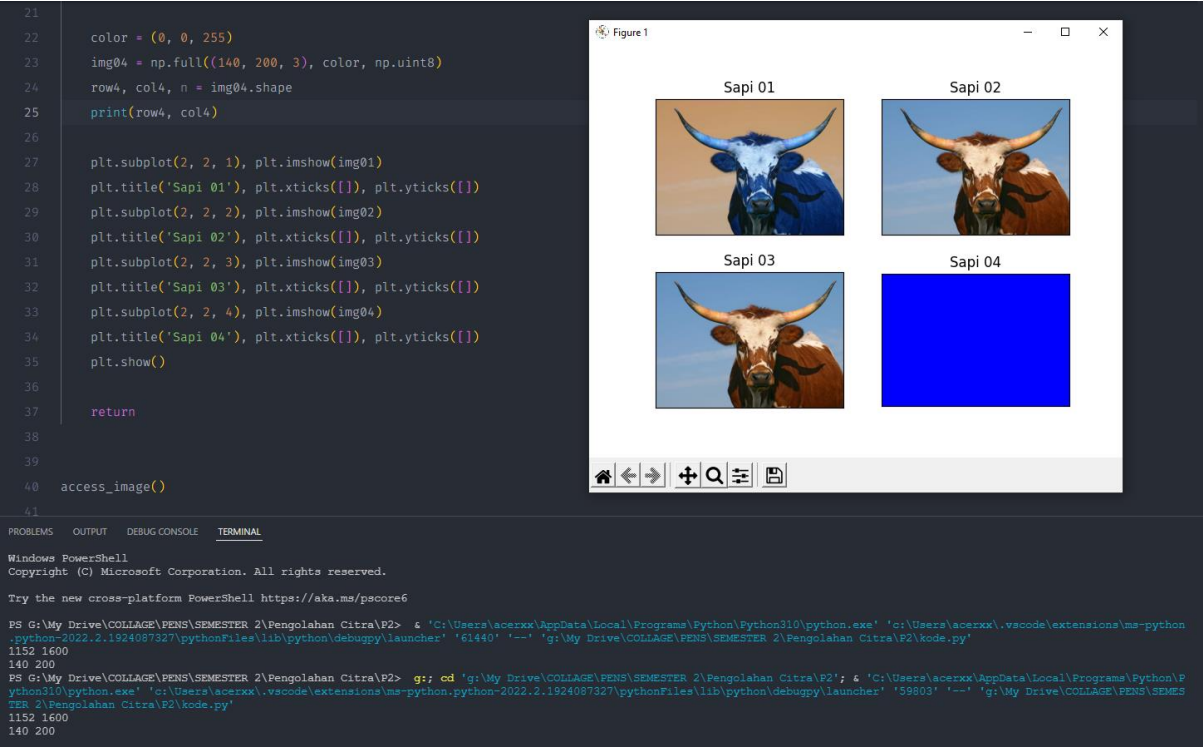 21
22 color = (0, 0, 255)
23 img04 = np.full((140, 200, 3), color, np.uint8)
24 row4, col4, n = img04.shape
25 print(row4, col4)
26
27 plt.subplot(2, 2, 1), plt.imshow(img01)
28 plt.title('Sapi 01'), plt.xticks([]), plt.yticks([])
29 plt.subplot(2, 2, 2), plt.imshow(img02)
30 plt.title('Sapi 02'), plt.xticks([]), plt.yticks([])
31 plt.subplot(2, 2, 3), plt.imshow(img03)
32 plt.title('Sapi 03'), plt.xticks([]), plt.yticks([])
33 plt.subplot(2, 2, 4), plt.imshow(img04)
34 plt.title('Sapi 04'), plt.xticks([]), plt.yticks([])
35 plt.show()
36
37 return
38
39
40 access_image()
41
Figure 1
Sapi 01 Sapi 02
Sapi 03 Sapi 04
PROBLEMS OUTPUT DEBUG CONSOLE TERMINAL
Windows PowerShell
Copyright (C) Microsoft Corporation. All rights reserved.
Try the new cross-platform PowerShell https://aka.ms/pscore6
PS G:\My Drive\COLLAGE\PENS\SEMESTER 2\Pengolahan Citra\P2> & 'C:\Users\acerxx\AppData\Local\Programs\Python\Python310\python.exe' 'c:\Users\acerxx\.vscode\extensions\ms-python
.python-2022.2.1924087327\pythonFiles\lib\python\debugpy\launcher' '61440' '--' 'g:\My Drive\COLLAGE\PENS\SEMESTER 2\Pengolahan Citra\P2\kode.py'
1152 1600
140 200
PS G:\My Drive\COLLAGE\PENS\SEMESTER 2\Pengolahan Citra\P2> g:; cd 'g:\My Drive\COLLAGE\PENS\SEMESTER 2\Pengolahan Citra\P2'; & 'C:\Users\acerxx\AppData\Local\Programs\Python\P
ython310\python.exe' 'c:\Users\acerxx\.vscode\extensions\ms-python.python-2022.2.1924087327\pythonFiles\lib\python\debugpy\launcher' '59803' '--' 'g:\My Drive\COLLAGE\PENS\SEMES
TER 2\Pengolahan Citra\P2\kode.py'
1152 1600
140 200